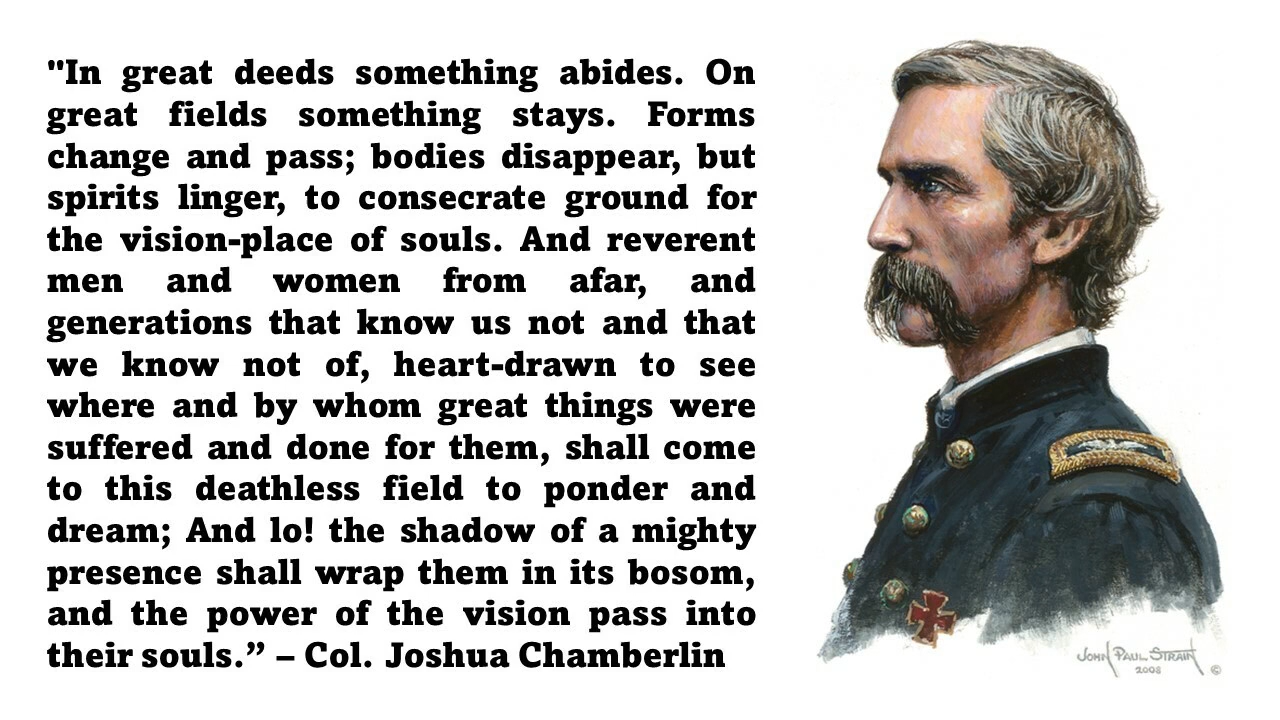 "In great deeds something abides. On
great fields something stays. Forms
change and pass; bodies disappear, but
spirits linger, to consecrate ground for
the vision-place of souls. And reverent
men and women from afar, and
generations that know us not and that
we know not of, heart-drawn to see
where and by whom great things were
suffered and done for them, shall come
to this deathless field to ponder and
dream; And lo! the shadow of a mighty
presence shall wrap them in its bosom,
and the power of the vision pass into
their souls.” – Col. Joshua Chamberlin
JOHN PAUL STRAIN
2008 ©